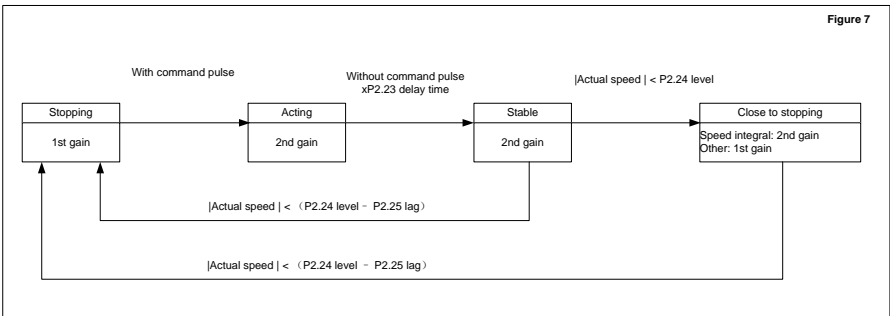 Figure 7
With command pulse
Without command pulse
xP2.23 delay time
|Actual speed | < P2.24 level
Stopping
1st gain
Acting
2nd gain
Stable
2nd gain
Close to stopping
Speed integral: 2nd gain
Other: 1st gain
|Actual speed | < （P2.24 level﹣P2.25 lag）
|Actual speed | < （P2.24 level﹣P2.25 lag）